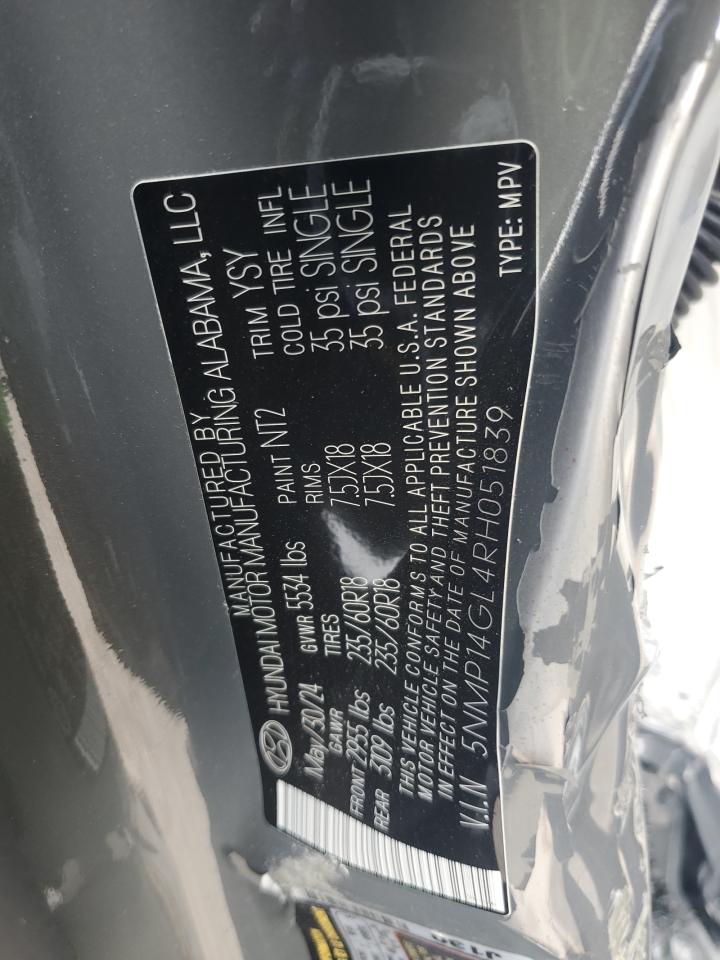 MANUFACTURED BY
HYUNDAI MOTOR MANUFACTURING ALABAMA, LLC
May/30/24 GVWR 5534 lbs PAINT NT2 TRIM YSY
GAWR TIRES RIMS COLD TIRE INFL
FRONT 2955 lbs 235/60R18 7.5JX18 35 psi SINGLE
REAR 3109 lbs 235/60R18 7.5JX18 35 psi SINGLE
THIS VEHICLE CONFORMS TO ALL APPLICABLE U.S.A. FEDERAL
MOTOR VEHICLE SAFETY AND THEFT PREVENTION STANDARDS
IN EFFECT ON THE DATE OF MANUFACTURE SHOWN ABOVE
V.I.N 5NMP14GL4RH051839 TYPE: MPV